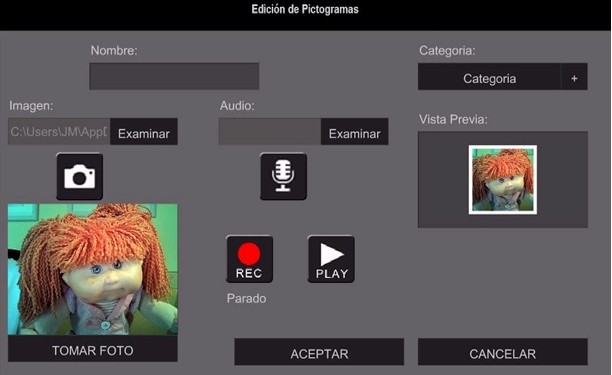 Edición de Pictogramas
Nombre:
Categoria:
Categoria +
Imagen:
Audio:
C:\Users\JM\AppD
Examinar
Examinar
Vista Previa:
REC
PLAY
Parado
TOMAR FOTO
ACEPTAR
CANCELAR